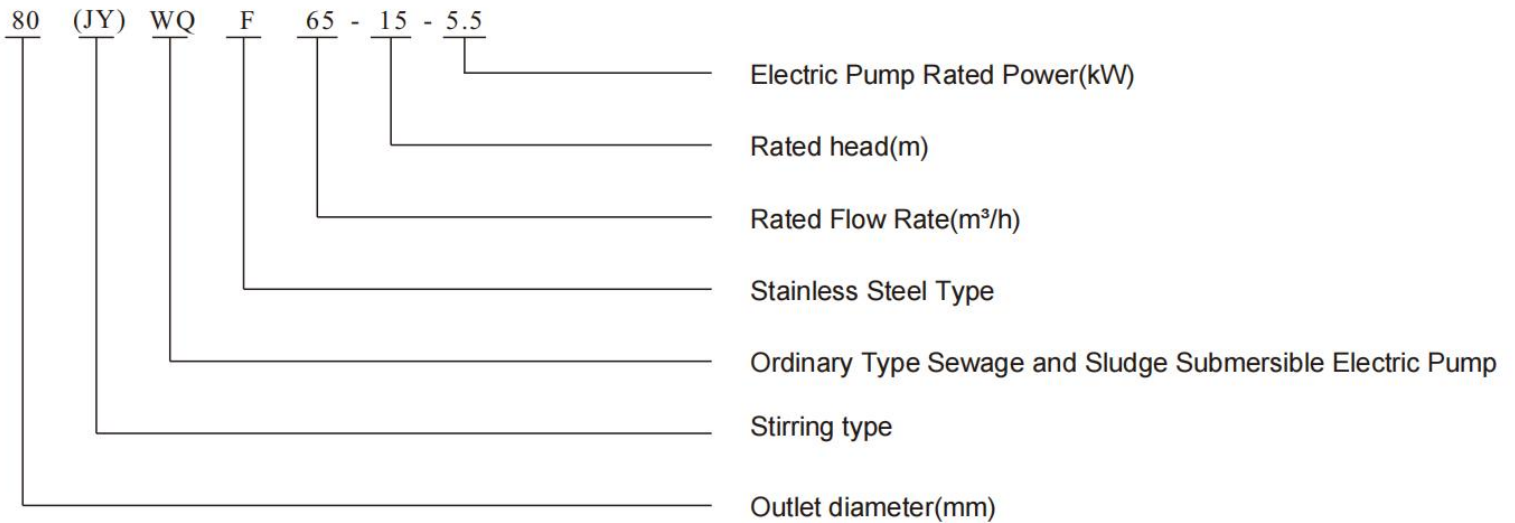 80 (JY) WQ F 65 - 15 - 5.5
Electric Pump Rated Power(kW)
Rated head(m)
Rated Flow Rate(m³/h)
Stainless Steel Type
Ordinary Type Sewage and Sludge Submersible Electric Pump
Stirring type
Outlet diameter(mm)